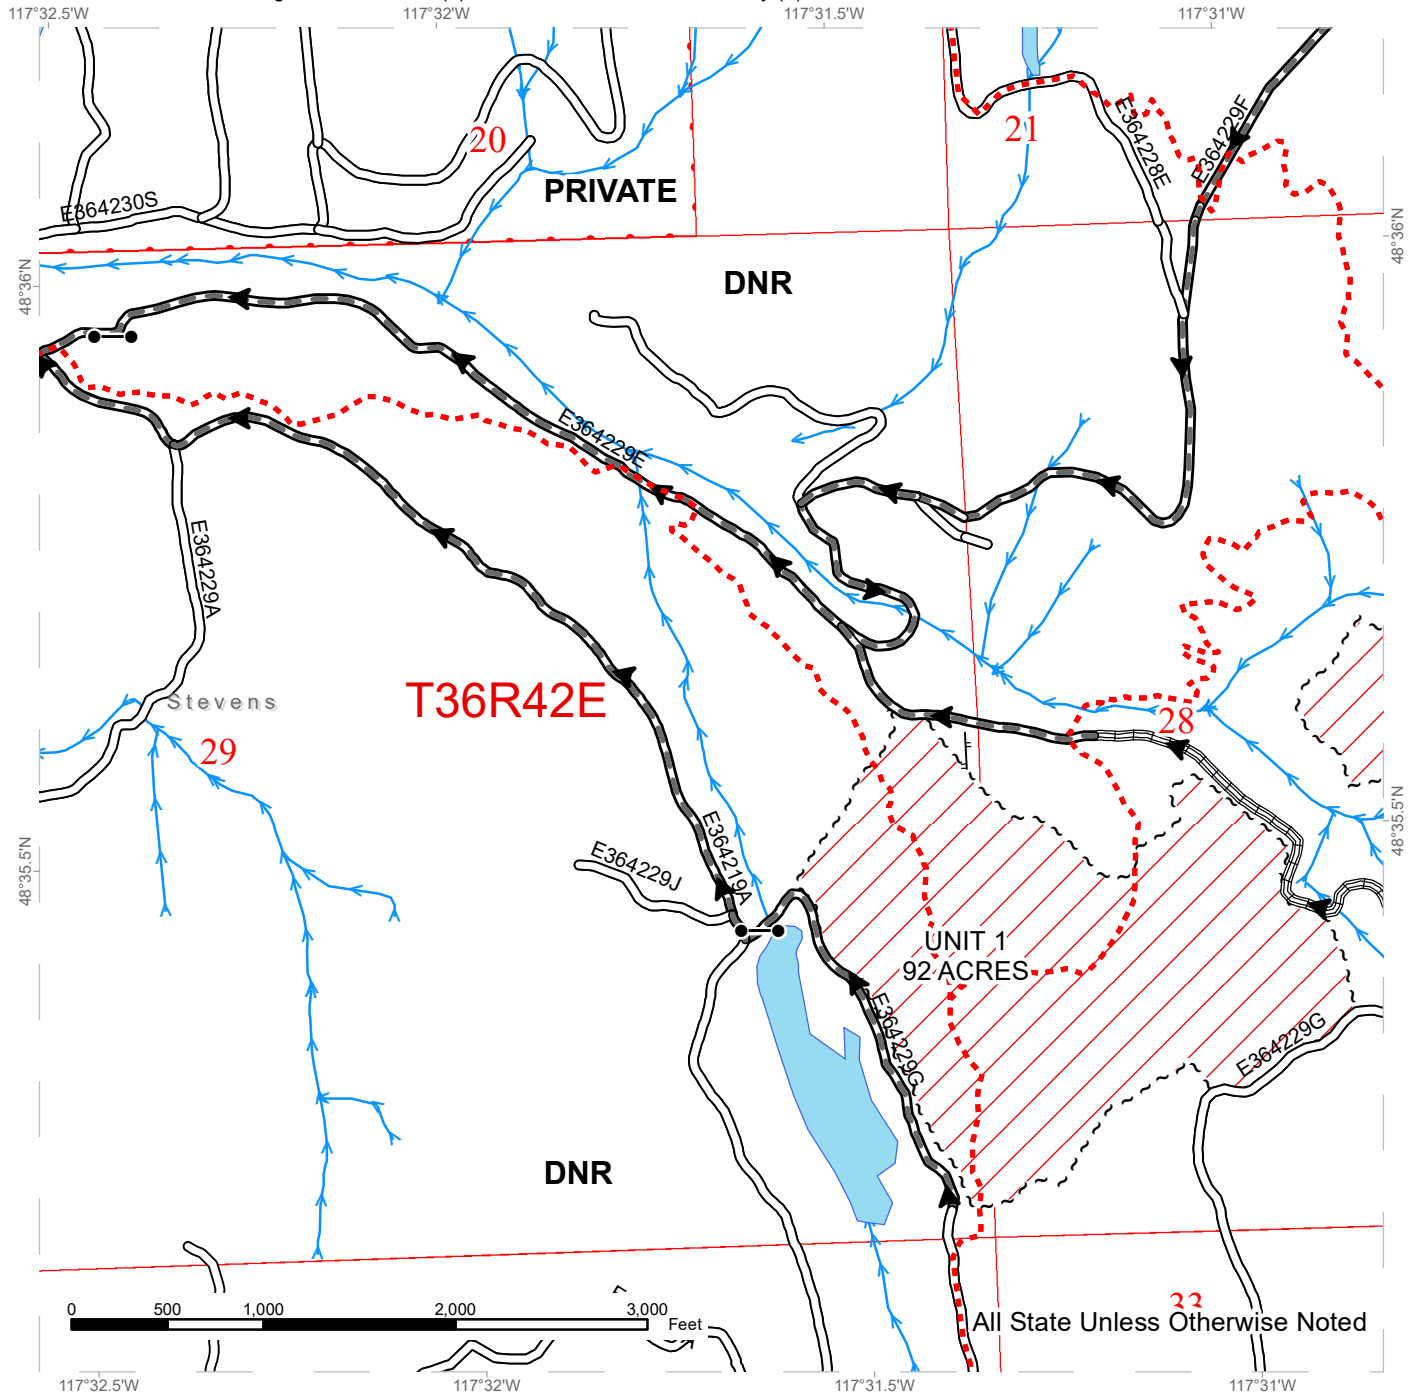 117°32.5'W
117°32'W
117°31.5'W
117°31'W
20
21
E364228E
E364229F
PRIVATE
E364230S
48°36'N
48°36'N
DNR
E364229E
E364229A
T36R42E
Stevens
29
28
E364219A
E364229J
48°35.5'N
48°35.5'N
UNIT 1
92 ACRES
E364229G
E364229G
DNR
33
0
500
1,000
2,000
3,000
Feet
All State Unless Otherwise Noted
117°32.5'W
117°32'W
117°31.5'W
117°31'W